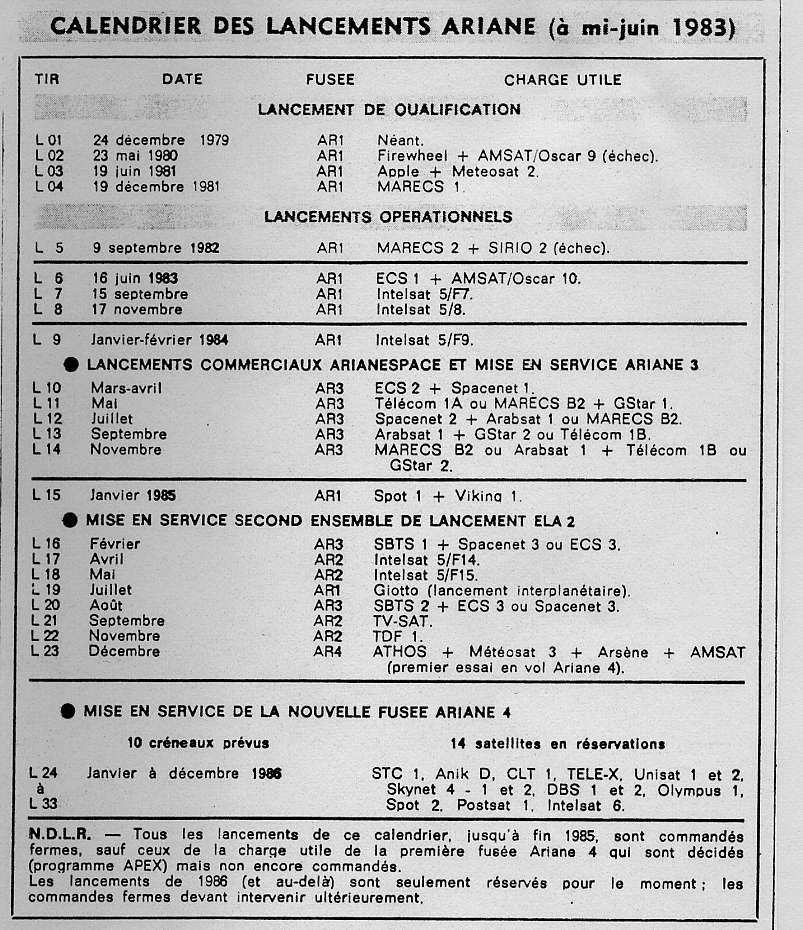 CALENDRIER DES LANCEMENTS ARIANE (à mi-juin 1983)
TIR DATE FUSEE CHARGE UTILE
LANCEMENT DE QUALIFICATION
L 01 24 décembre 1979 AR1 Néant.
L 02 23 mai 1980 AR1 Firewheel + AMSAT/Oscar 9 (échec).
L 03 19 juin 1981 AR1 Apple + Meteosat 2.
L 04 19 décembre 1981 AR1 MARECS 1.
LANCEMENTS OPERATIONNELS
L 5 9 septembre 1982 AR1 MARECS 2 + SIRIO 2 (échec).
L 6 16 juin 1983 AR1 ECS 1 + AMSAT/Oscar 10.
L 7 15 septembre AR1 Intelsat 5/F7.
L 8 17 novembre AR1 Intelsat 5/8.
L 9 Janvier-février 1984 AR1 Intelsat 5/F9.
● LANCEMENTS COMMERCIAUX ARIANESPACE ET MISE EN SERVICE ARIANE 3
L 10 Mars-avril AR3 ECS 2 + Spacenet 1.
L 11 Mai AR3 Télécom 1A ou MARECS B2 + GStar 1.
L 12 Juillet AR3 Spacenet 2 + Arabsat 1 ou MARECS B2.
L 13 Septembre AR3 Arabsat 1 + GStar 2 ou Télécom 1B.
L 14 Novembre AR3 MARECS B2 ou Arabsat 1 + Télécom 1B ou
GStar 2.
L 15 Janvier 1985 AR1 Spot 1 + Viking 1.
● MISE EN SERVICE SECOND ENSEMBLE DE LANCEMENT ELA 2
L 16 Février AR3 SBTS 1 + Spacenet 3 ou ECS 3.
L 17 Avril AR2 Intelsat 5/F14.
L 18 Mai AR2 Intelsat 5/F15.
L 19 Juillet AR1 Giotto (lancement interplanétaire).
L 20 Août AR3 SBTS 2 + ECS 3 ou Spacenet 3.
L 21 Septembre AR2 TV-SAT.
L 22 Novembre AR2 TDF 1.
L 23 Décembre AR4 ATHOS + Météosat 3 + Arsène + AMSAT
(premier essai en vol Ariane 4).
● MISE EN SERVICE DE LA NOUVELLE FUSEE ARIANE 4
10 créneaux prévus 14 satellites en réservations
L 24 Janvier à décembre 1986 STC 1, Anik D, CLT 1, TELE-X, Unisat 1 et 2,
à Skynet 4 - 1 et 2, DBS 1 et 2, Olympus 1,
L 33 Spot 2, Postsat 1, Intelsat 6.
N.D.L.R. — Tous les lancements de ce calendrier, jusqu'à fin 1985, sont commandés
fermes, sauf ceux de la charge utile de la première fusée Ariane 4 qui sont décidés
(programme APEX) mais non encore commandés.
Les lancements de 1986 (et au-delà) sont seulement réservés pour le moment ; les
commandes fermes devant intervenir ultérieurement.